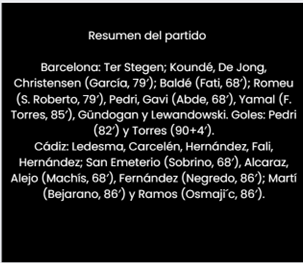 Resumen del partido
Barcelona: Ter Stegen; Koundé, De Jong,
Christensen (García, 79’); Baldé (Fati, 68’); Romeu
(S. Roberto, 79’), Pedri, Gavi (Abde, 68’), Yamal (F.
Torres, 85’), Gündogan y Lewandowski. Goles: Pedri
(82’) y Torres (90+4’).
Cádiz: Ledesma, Carcelén, Hernández, Fali,
Hernández; San Emeterio (Sobrino, 68’), Alcaraz,
Alejo (Machís, 68’), Fernández (Negredo, 86’); Martí
(Bejarano, 86’) y Ramos (Osmají´c, 86’).